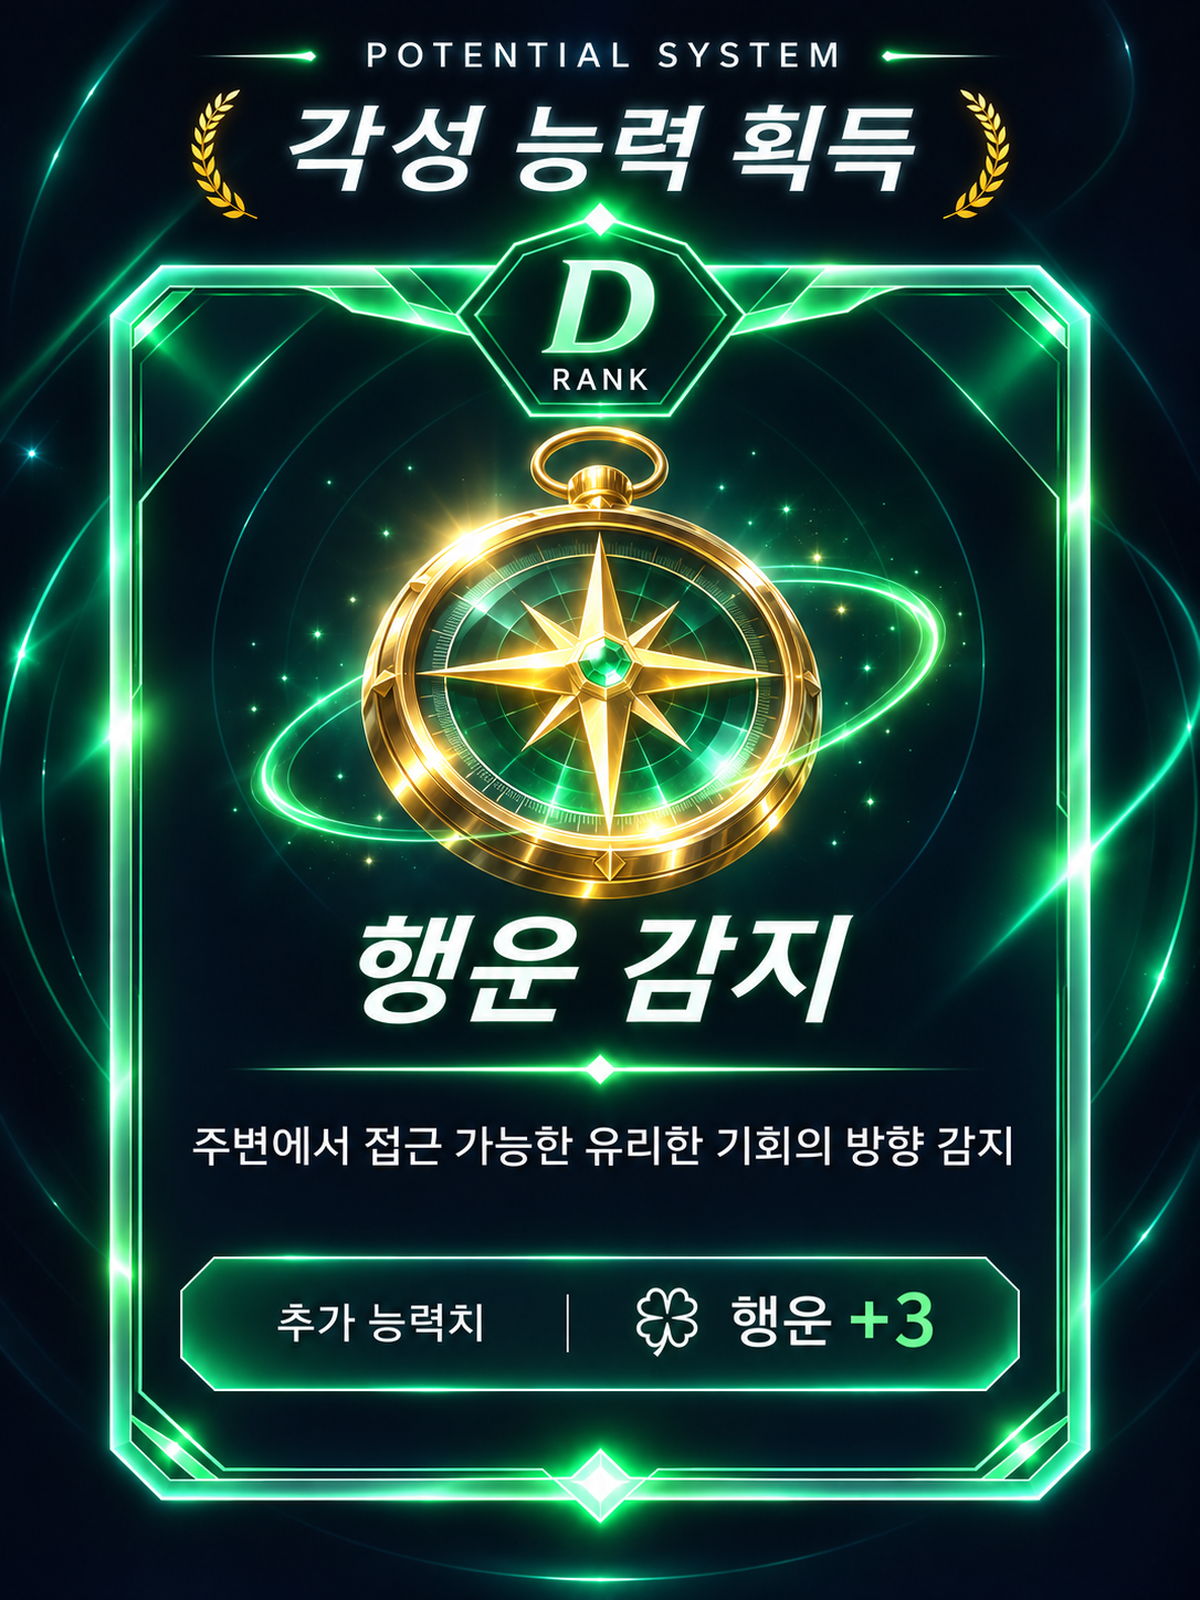 POTENTIAL SYSTEM
각성 능력 획득
D
RANK
행운 감지
주변에서 접근 가능한 유리한 기회의 방향 감지
추가 능력치
행운 +3